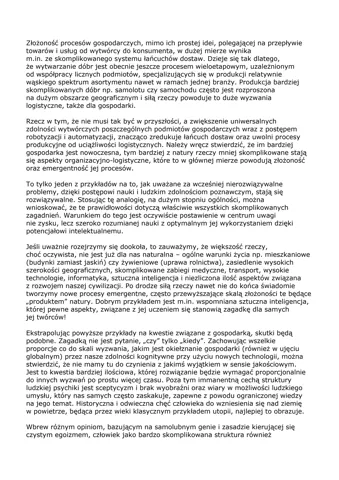 Złożoność procesów gospodarczych, mimo ich prostej idei, polegającej na przepływie
towarów i usług od wytwórcy do konsumenta, w dużej mierze wynika
m.in. ze skomplikowanego systemu łańcuchów dostaw. Dzieje się tak dlatego,
że wytwarzanie dóbr jest obecnie jeszcze procesem wieloetapowym, uzależnionym
od współpracy licznych podmiotów, specjalizujących się w produkcji relatywnie
wąskiego spektrum asortymentu nawet w ramach jednej branży. Produkcja bardziej
skomplikowanych dóbr np. samolotu czy samochodu często jest rozproszona
na dużym obszarze geograficznym i siłą rzeczy powoduje to duże wyzwania
logistyczne, także dla gospodarki.

Rzecz w tym, że nie musi tak być w przyszłości, a zwiększenie uniwersalnych
zdolności wytwórczych poszczególnych podmiotów gospodarczych wraz z postępem
robotyzacji i automatyzacji, znacząco zredukuje łańcuch dostaw oraz uwolni procesy
produkcyjne od uciążliwości logistycznych. Należy wręcz stwierdzić, że im bardziej
gospodarka jest nowoczesna, tym bardziej z natury rzeczy mniej skomplikowane stają
się aspekty organizacyjno-logistyczne, które to w głównej mierze powodują złożoność
oraz emergentność jej procesów.

To tylko jeden z przykładów na to, jak uważane za wcześniej nierozwiązywalne
problemy, dzięki postępowi nauki i ludzkim zdolnościom poznawczym, stają się
rozwiązywalne. Stosując tę analogię, na dużym stopniu ogólności, można
wnioskować, że te prawidłowości dotyczą właściwie wszystkich skomplikowanych
zagadnień. Warunkiem do tego jest oczywiście postawienie w centrum uwagi
nie zysku, lecz szeroko rozumianej nauki z optymalnym jej wykorzystaniem dzięki
potencjałowi intelektualnemu.

Jeśli uważnie rozejrzymy się dookoła, to zauważymy, że większość rzeczy,
choć oczywista, nie jest już dla nas naturalna – ogólne warunki życia np. mieszkaniowe
(budynki zamiast jaskiń) czy żywieniowe (uprawa rolnictwa), zasiedlenie wysokich
szerokości geograficznych, skomplikowane zabiegi medyczne, transport, wysokie
technologie, informatyka, sztuczna inteligencja i niezliczona ilość aspektów związana
z rozwojem naszej cywilizacji. Po drodze siłą rzeczy nawet nie do końca świadomie
tworzymy nowe procesy emergentne, często przewyższające skalą złożoności te będące
„produktem” natury. Dobrym przykładem jest m.in. wspomniana sztuczna inteligencja,
której pewne aspekty, związane z jej uczeniem się stanowią zagadkę dla samych
jej twórców!

Ekstrapolując powyższe przykłady na kwestie związane z gospodarką, skutki będą
podobne. Zagadką nie jest pytanie, „czy” tylko „kiedy”. Zachowując wszelkie
proporcje co do skali wyzwania, jakim jest okiełznanie gospodarki (również w ujęciu
globalnym) przez nasze zdolności kognitywne przy użyciu nowych technologii, można
stwierdzić, że nie mamy tu do czynienia z jakimś wyjątkiem w sensie jakościowym.
Jest to kwestia bardziej ilościowa, której rozwiązanie będzie wymagać proporcjonalnie
do innych wyzwań po prostu więcej czasu. Poza tym immanentną cechą struktury
ludzkiej psychiki jest sceptycyzm i brak wyobraźni oraz wiary w możliwości ludzkiego
umysłu, który nas samych często zaskakuje, zapewne z powodu ograniczonej wiedzy
na jego temat. Historyczna i odwieczna chęć człowieka do wzniesienia się nad ziemię
w powietrze, będąca przez wieki klasycznym przykładem utopii, najlepiej to obrazuje.

Wbrew różnym opiniom, bazującym na samolubnym genie i zasadzie kierującej się
czystym egoizmem, człowiek jako bardzo skomplikowana struktura również